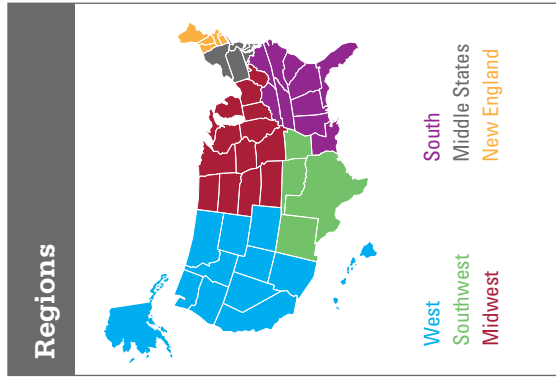 Regions
West
Southwest
Midwest
South
Middle States
New England